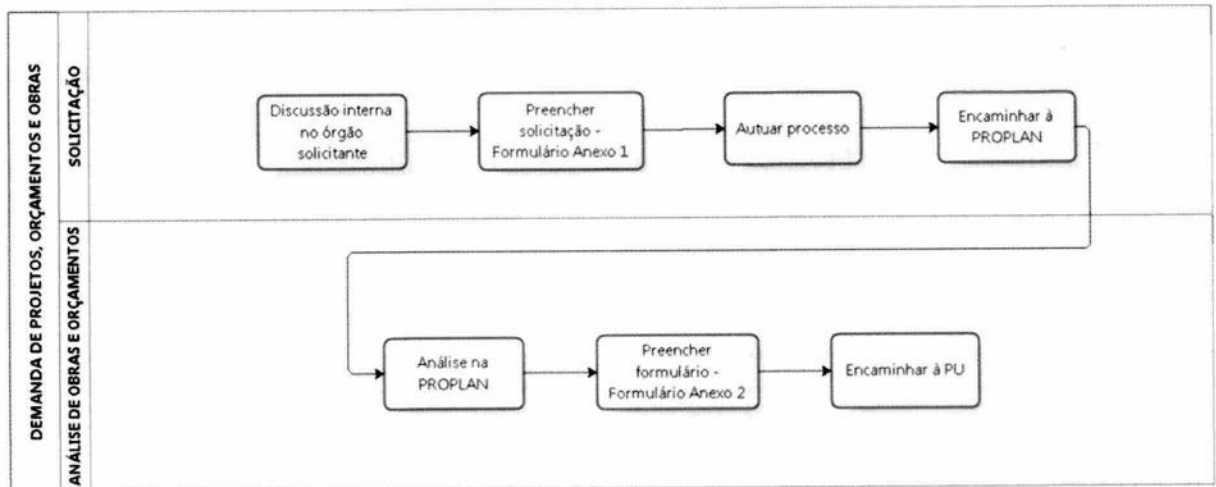 DEMANDA DE PROJETOS, ORÇAMENTOS E OBRAS
SOLICITAÇÃO
Discussão interna
no órgão
solicitante
Preencher
solicitação -
Formulário Anexo 1
Autuar processo
Encaminhar à
PROPLAN
ANÁLISE DE OBRAS E ORÇAMENTOS
Análise na
PROPLAN
Preencher
formulário -
Formulário Anexo 2
Encaminhar à PU